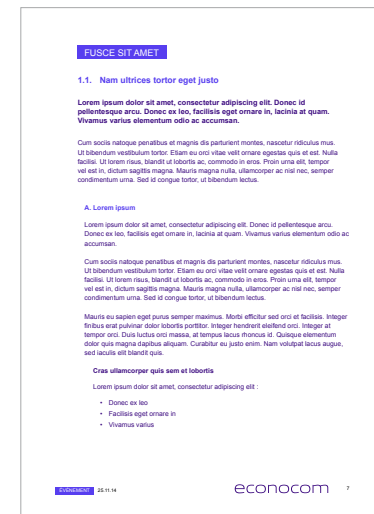 FUSCE SIT AMET
1.1. Nam ultrices tortor eget justo
Lorem ipsum dolor sit amet, consectetur adipiscing elit. Donec id
pellentesque arcu. Donec ex leo, facilisis eget ornare in, lacinia at quam.
Vivamus varius elementum odio ac accumsan.
Cum sociis natoque penatibus et magnis dis parturient montes, nascetur ridiculus mus.
Ut bibendum vestibulum tortor. Etiam eu orci vitae velit ornare egestas quis et est. Nulla
facilisi. Ut lorem risus, blandit ut lobortis ac, commodo in eros. Proin urna elit, tempor
vel est in, dictum sagittis magna. Mauris magna nulla, ullamcorper ac nisl nec, semper
condimentum urna. Sed id congue tortor, ut bibendum lectus.
A. Lorem ipsum
Lorem ipsum dolor sit amet, consectetur adipiscing elit. Donec id pellentesque arcu.
Donec ex leo, facilisis eget ornare in, lacinia at quam. Vivamus varius elementum odio ac
accumsan.
Cum sociis natoque penatibus et magnis dis parturient montes, nascetur ridiculus mus.
Ut bibendum vestibulum tortor. Etiam eu orci vitae velit ornare egestas quis et est. Nulla
facilisi. Ut lorem risus, blandit ut lobortis ac, commodo in eros. Proin urna elit, tempor
vel est in, dictum sagittis magna. Mauris magna nulla, ullamcorper ac nisl nec, semper
condimentum urna. Sed id congue tortor, ut bibendum lectus.
Mauris eu sapien eget purus semper maximus. Morbi efficitur sed orci et facilisis. Integer
finibus erat pulvinar dolor lobortis porttitor. Integer hendrerit eleifend orci. Integer at
tempor orci. Duis luctus orci massa, at tempus lacus rhoncus id. Quisque elementum
dolor quis magna dapibus aliquam. Curabitur eu justo enim. Nam volutpat lacus augue,
sed iaculis elit blandit quis.
Cras ullamcorper quis sem et lobortis
Lorem ipsum dolor sit amet, consectetur adipiscing elit :
• Donec ex leo
• Facilisis eget ornare in
• Vivamus varius
EVENEMENT 25.11.14 econocom 7